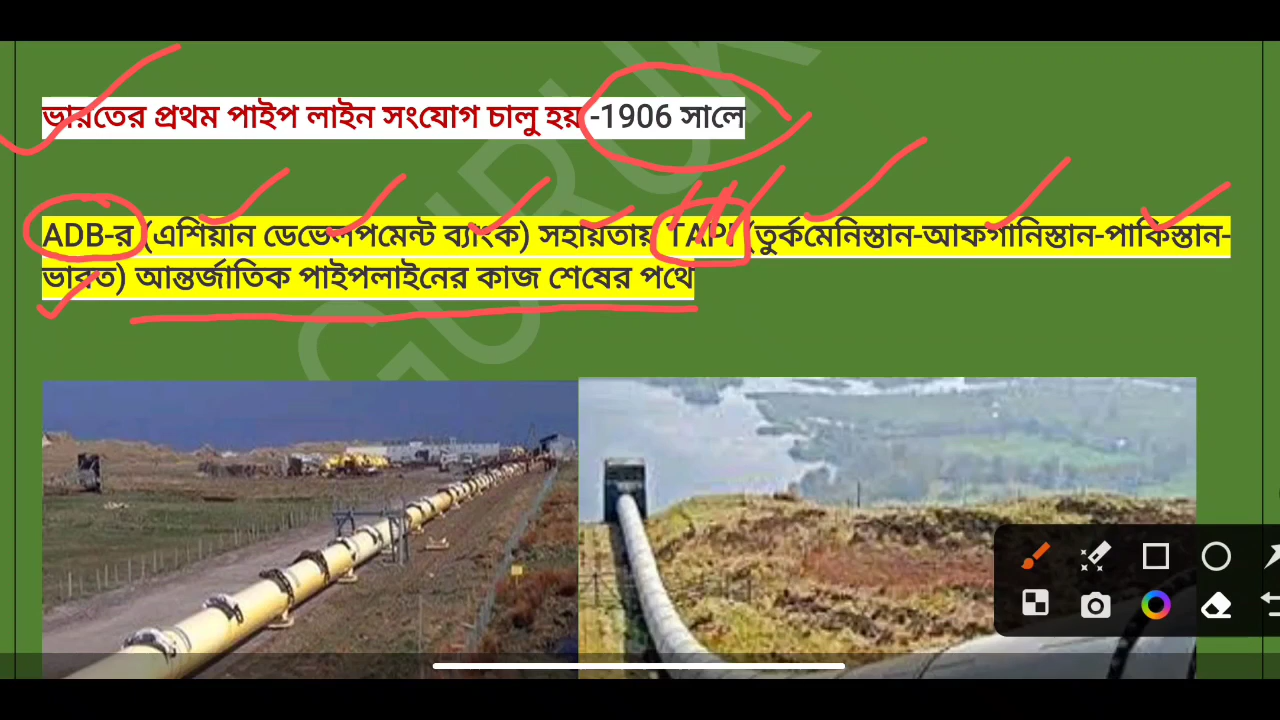 ভারতের প্রথম পাইপ লাইন সংযোগ চালু হয় -1906 সালে
ADB-র (এশিয়ান ডেভেলপমেন্ট ব্যাংক) সহায়তায় TAPI (তুর্কমেনিস্তান-আফগানিস্তান-পাকিস্তান-
ভারত) আন্তর্জাতিক পাইপলাইনের কাজ শেষের পথে
GURUK